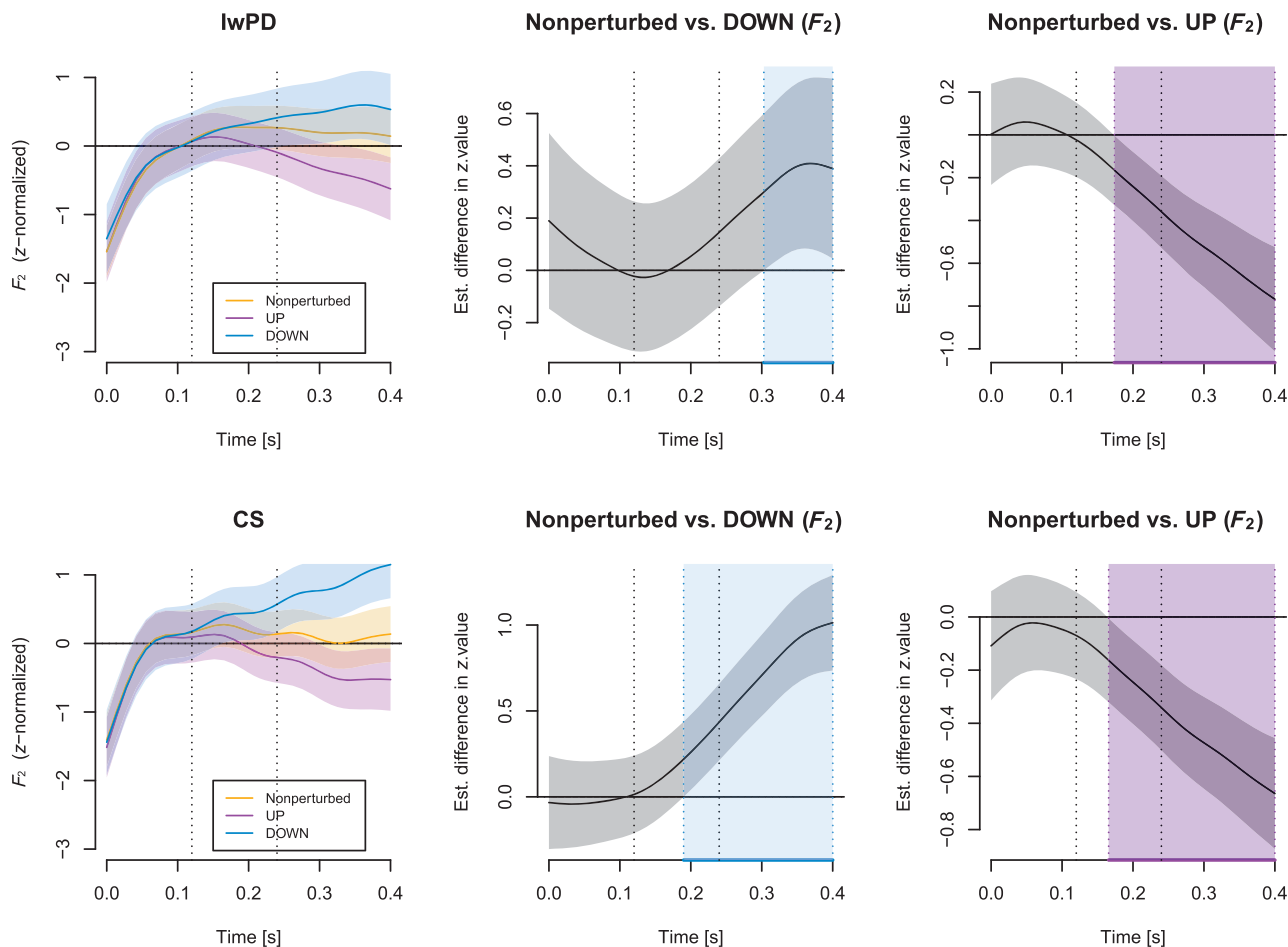 IwPD
Nonperturbed vs. DOWN (F2)
Nonperturbed vs. UP (F2)
F2 (z−normalized)
1
0
−1
−2
−3
Nonperturbed
UP
DOWN
0.0 0.1 0.2 0.3 0.4
Time [s]
Est. difference in z.value
0.6
0.4
0.2
0.0
−0.2
0.0 0.1 0.2 0.3 0.4
Time [s]
Est. difference in z.value
0.2
−0.2
−0.6
−1.0
0.0 0.1 0.2 0.3 0.4
Time [s]
CS
Nonperturbed vs. DOWN (F2)
Nonperturbed vs. UP (F2)
F2 (z−normalized)
1
0
−1
−2
−3
Nonperturbed
UP
DOWN
0.0 0.1 0.2 0.3 0.4
Time [s]
Est. difference in z.value
1.0
0.5
0.0
0.0 0.1 0.2 0.3 0.4
Time [s]
Est. difference in z.value
0.0
−0.2
−0.4
−0.6
−0.8
0.0 0.1 0.2 0.3 0.4
Time [s]